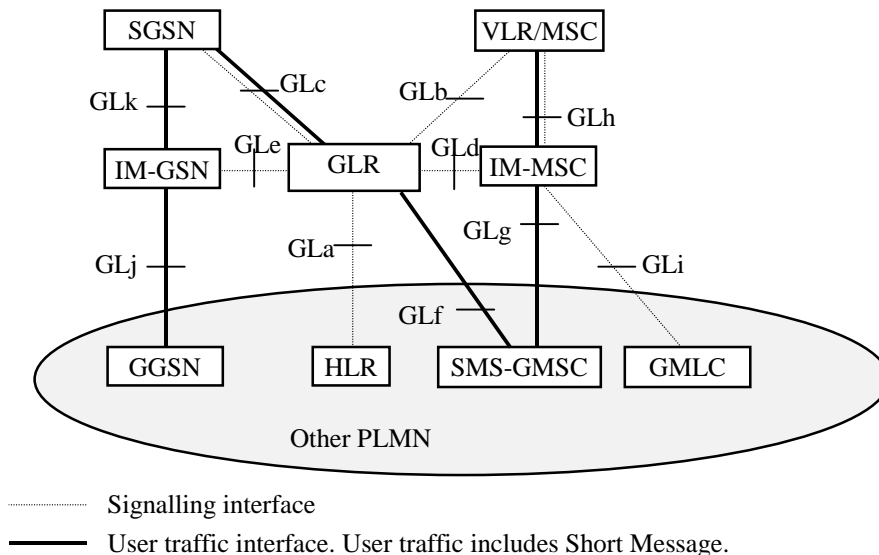 SGSN
VLR/MSC
GLc
GLb
GLk
GLh
GLe
GLd
IM-GSN
GLR
IM-MSC
GLg
GLa
GLj
GLi
GLf
GGSN
HLR
SMS-GMSC
GMLC
Other PLMN
Signalling interface
User traffic interface. User traffic includes Short Message.